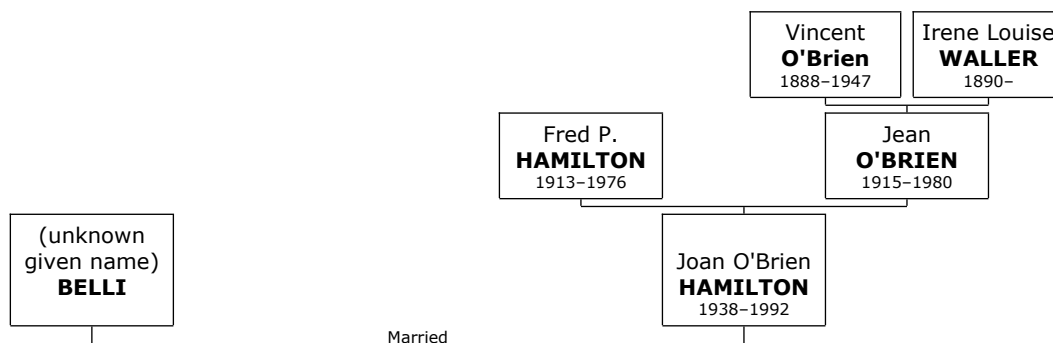 Vincent
O'Brien
1888–1947
Irene Louise
WALLER
1890–
Fred P.
HAMILTON
1913–1976
Jean
O'BRIEN
1915–1980
(unknown
given name)
BELLI
Joan O'Brien
HAMILTON
1938–1992
Married